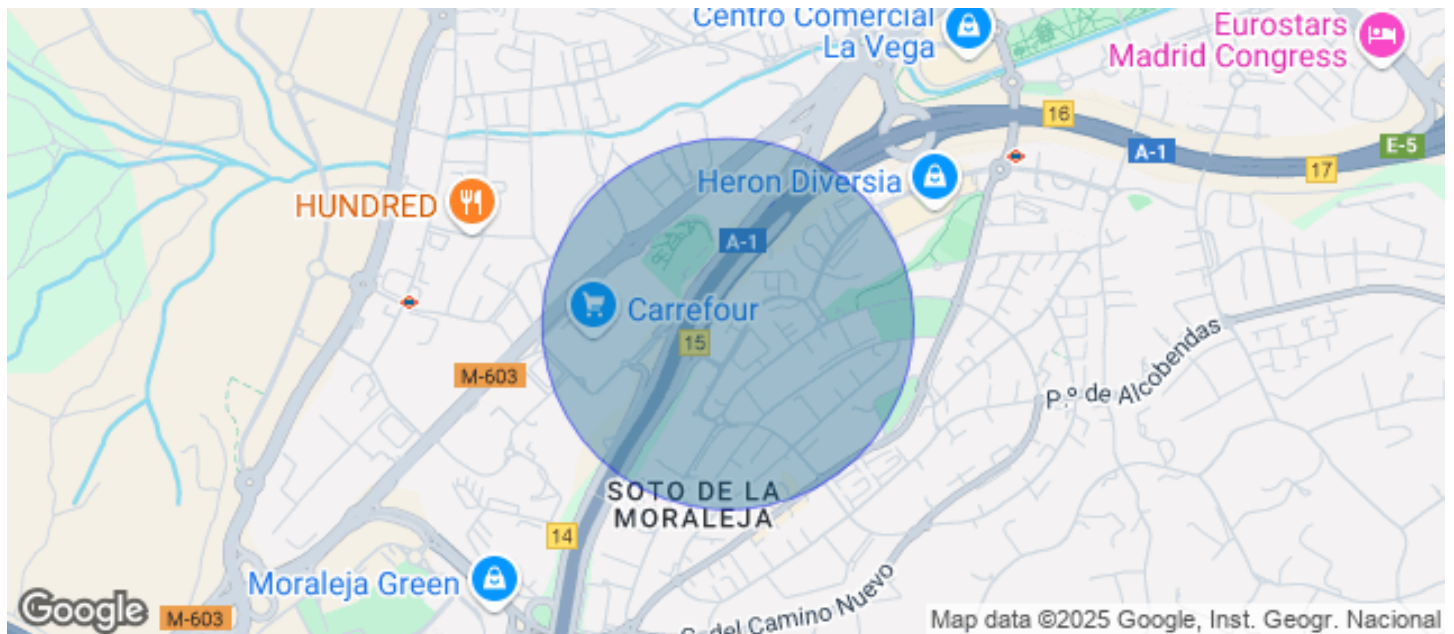 Centro Comercial
La Vega
Eurostars
Madrid Congress
16
A-1
E-5
17
Heron Diversia
HUNDRED
A-1
Carrefour
15
M-603
P.º de Alcobendas
SOTO DE LA
MORALEJA
14
Moraleja Green
C. del Camino Nuevo
Google
M-603
Map data ©2025 Google, Inst. Geogr. Nacional